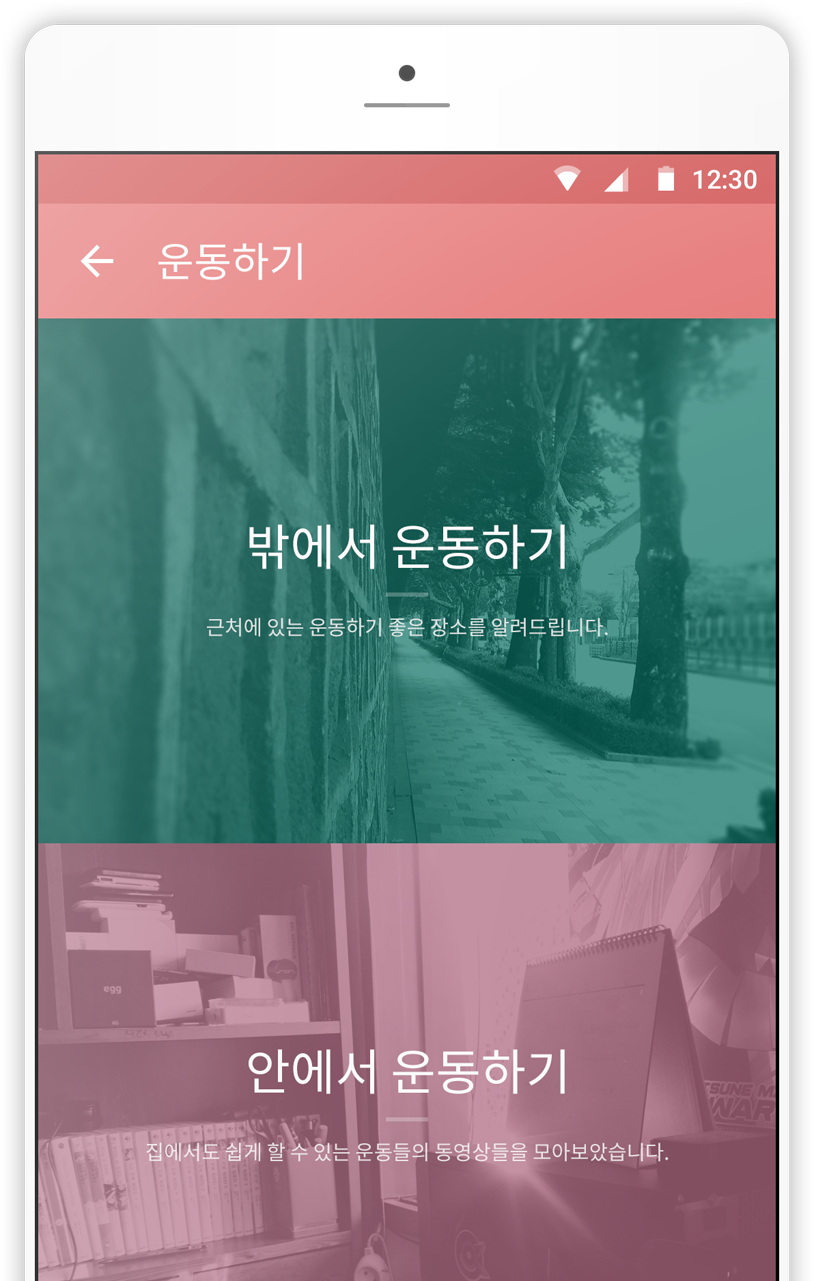 12:30
운동하기
밖에서 운동하기
근처에 있는 운동하기 좋은 장소를 알려드립니다.
egg
안에서 운동하기
집에서도 쉽게 할 수 있는 운동들의 동영상들을 모아보았습니다.